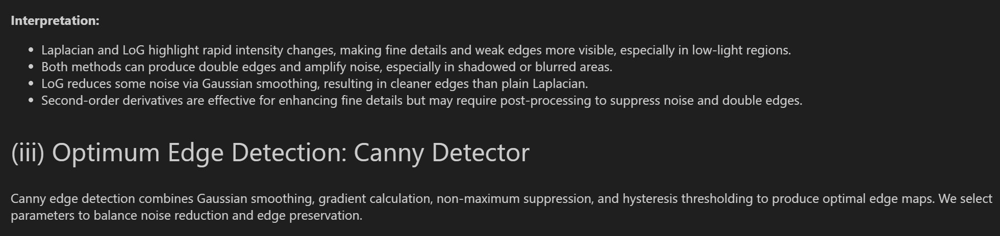 Interpretation:
• Laplacian and LoG highlight rapid intensity changes, making fine details and weak edges more visible, especially in low-light regions.
• Both methods can produce double edges and amplify noise, especially in shadowed or blurred areas.
• LoG reduces some noise via Gaussian smoothing, resulting in cleaner edges than plain Laplacian.
• Second-order derivatives are effective for enhancing fine details but may require post-processing to suppress noise and double edges.
(iii) Optimum Edge Detection: Canny Detector
Canny edge detection combines Gaussian smoothing, gradient calculation, non-maximum suppression, and hysteresis thresholding to produce optimal edge maps. We select
parameters to balance noise reduction and edge preservation.